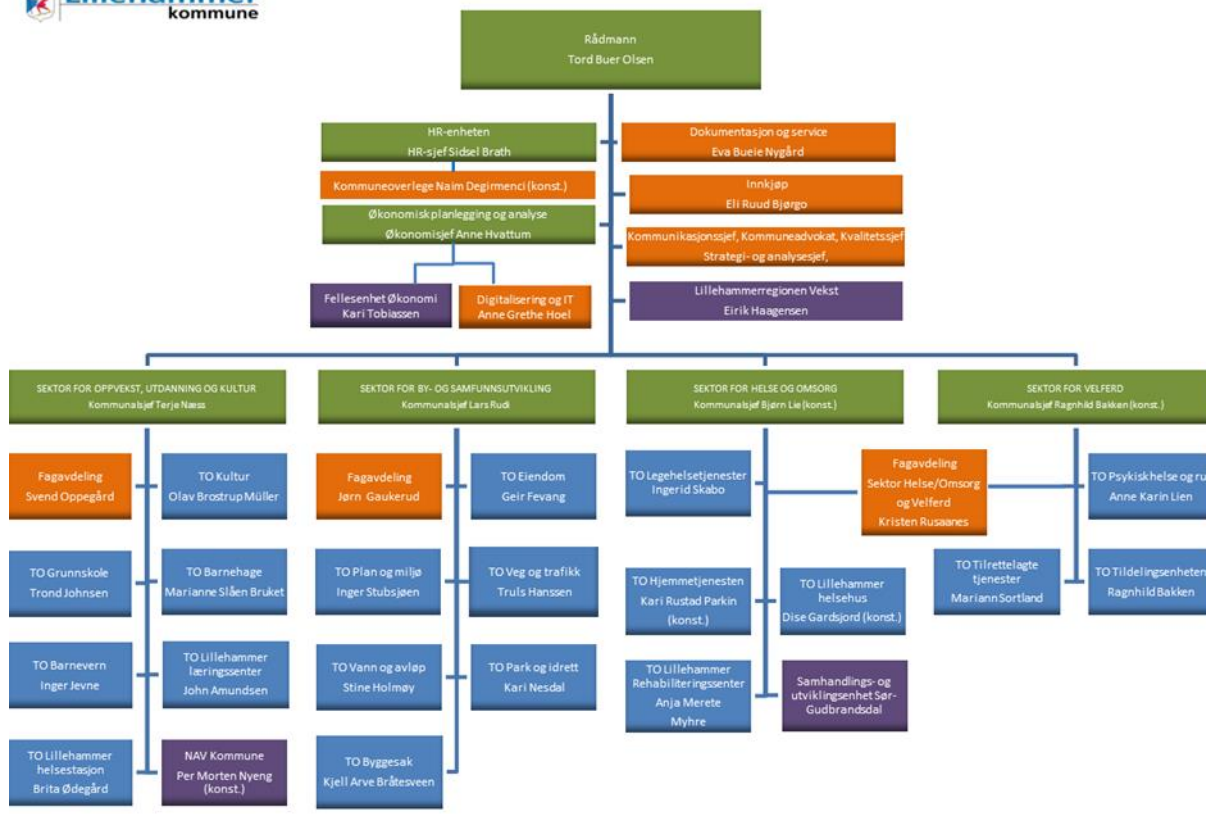 Lillehammer
kommune
Rådmann
Tord Buer Olsen
HR-enheten
HR-sjef Sidsel Brath
Dokumentasjon og service
Eva Bueie Nygård
Kommuneoverlege Naim Degirmenci (konst.)
Innkjøp
Eli Ruud Bjørgo
Økonomisk planlegging og analyse
Økonomisjef Anne Hvattum
Kommunikasjonssjef, Kommuneadvokat, Kvalitetssjef
Strategi- og analysesjef,
Fellesenhet Økonomi
Kari Tobiassen
Digitalisering og IT
Anne Grethe Hoel
Lillehammerregionen Vekst
Eirik Haagensen
SEKTOR FOR OPPVEKST, UTDANNING OG KULTUR
Kommunalsjef Terje Næss
SEKTOR FOR BY- OG SAMFUNNSUTVIKLING
Kommunalsjef Lars Rudi
SEKTOR FOR HELSE OG OMSORG
Kommunalsjef Bjørn Lie (konst.)
SEKTOR FOR VELFERD
Kommunalsjef Ragnhild Bakken (konst.)
Fagavdeling
Svend Oppegård
TO Kultur
Olav Brostrup Müller
Fagavdeling
Jørn Gaukerud
TO Eiendom
Geir Fevang
TO Legehelsetjenester
Ingerid Skabo
Fagavdeling
Sektor Helse/Omsorg
og Velferd
Kristen Rusaanes
TO Psykisk helse og ru
Anne Karin Lien
TO Grunnskole
Trond Johnsen
TO Barnehage
Marianne Slåen Bruket
TO Plan og miljø
Inger Stubsjøen
TO Veg og trafikk
Truls Hanssen
TO Hjemmetjenesten
Kari Rustad Parkin
(konst.)
TO Lillehammer
helsehus
Dise Gardsjord (konst.)
TO Tilrettelagte
tjenester
Mariann Sortland
TO Tildelingsenheten
Ragnhild Bakken
TO Barnevern
Inger Jevne
TO Lillehammer
læringssenter
John Amundsen
TO Vann og avløp
Stine Holmøy
TO Park og idrett
Kari Nesdal
TO Lillehammer
Rehabiliteringssenter
Anja Merete
Myhre
Samhandlings- og
utviklingsenhet Sør-
Gudbrandsdal
TO Lillehammer
helsestasjon
Brita Ødegård
NAV Kommune
Per Morten Nyeng
(konst.)
TO Byggesak
Kjell Arve Bråtesveen